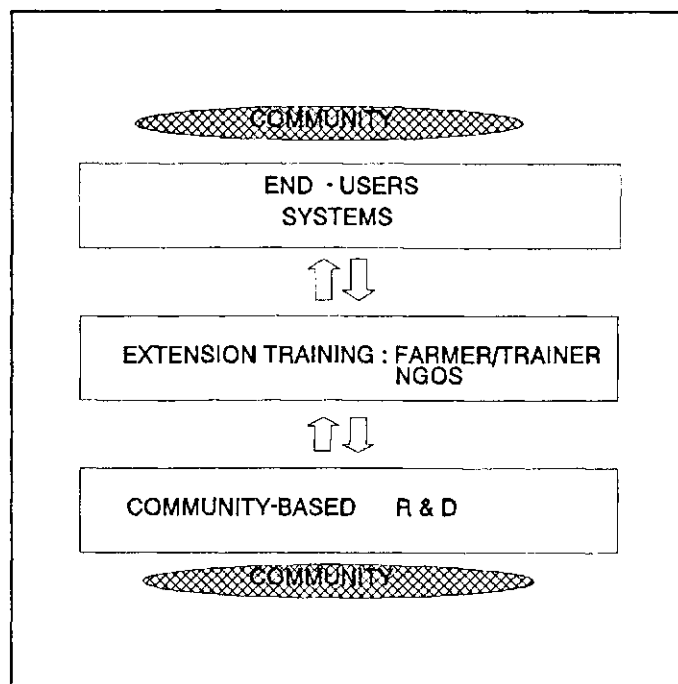 COMMUNITY
END - USERS
SYSTEMS
EXTENSION TRAINING : FARMER/TRAINER
NGOS
COMMUNITY-BASED R & D
COMMUNITY